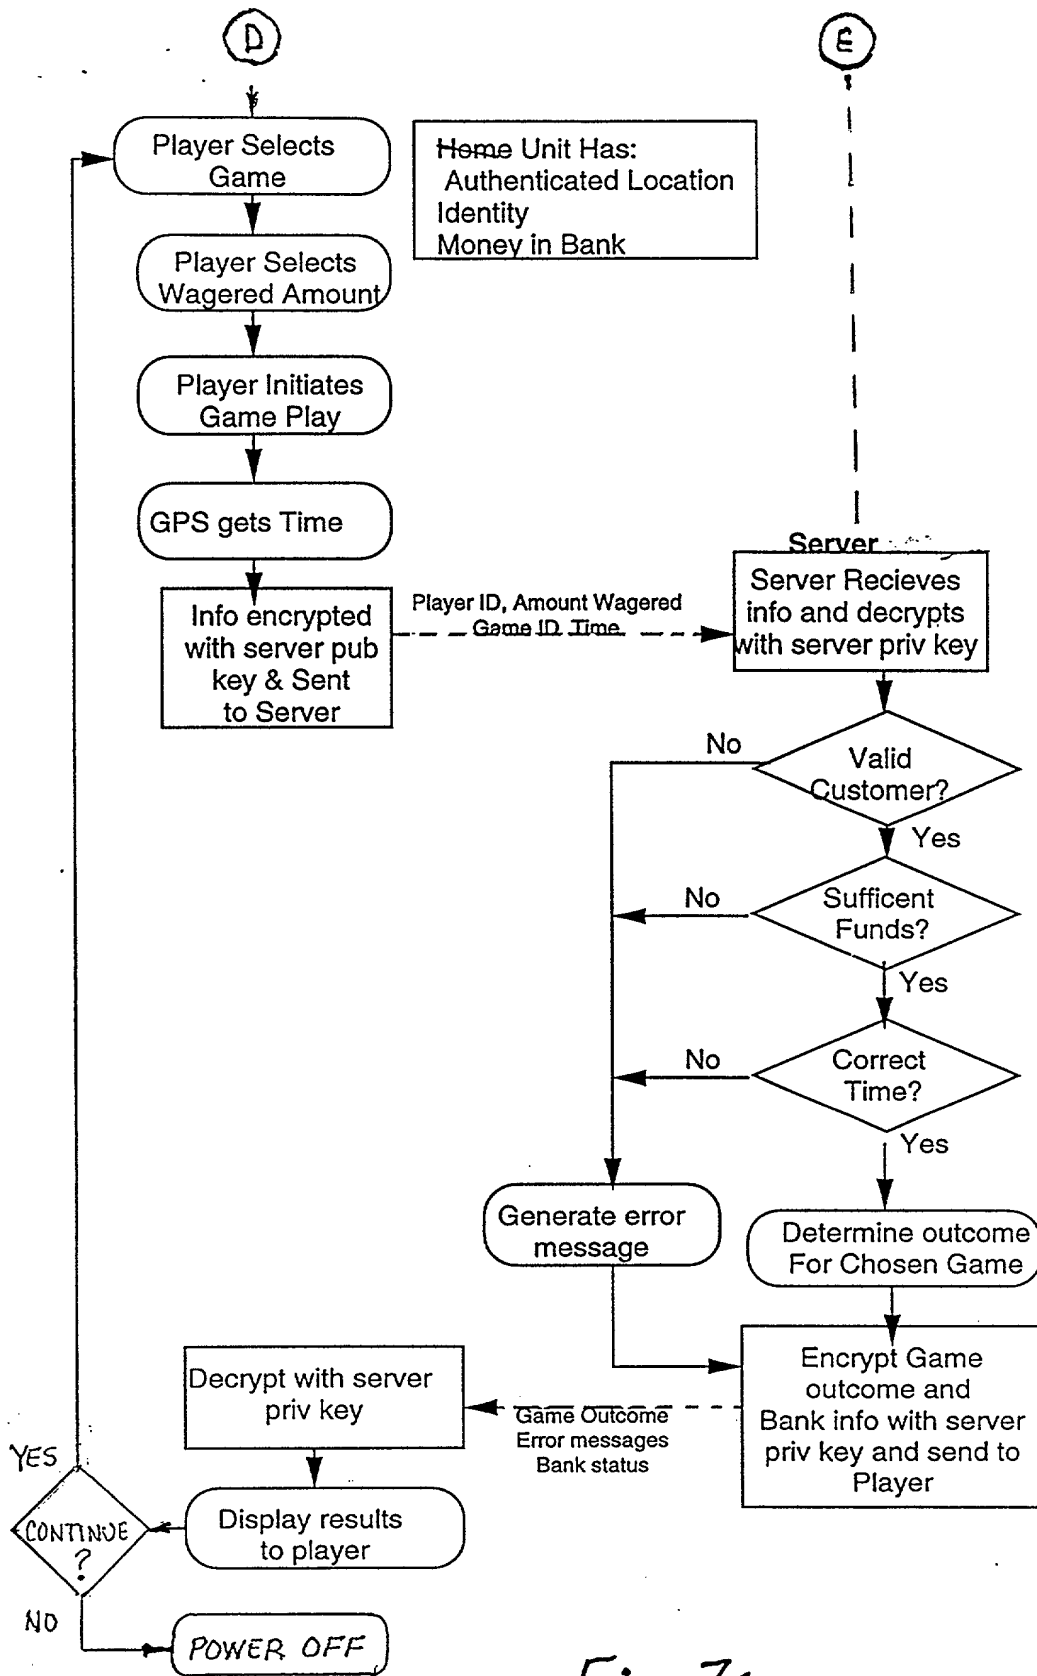 D
E
Player Selects
Game
Home Unit Has:
Authenticated Location
Identity
Money in Bank
Player Selects
Wagered Amount
Player Initiates
Game Play
GPS gets Time
Info encrypted
with server pub
key & Sent
to Server
Player ID, Amount Wagered
Game ID, Time
Server
Server Recieves
info and decrypts
with server priv key
No
Valid
Customer?
Yes
No
Sufficent
Funds?
Yes
No
Correct
Time?
Yes
Generate error
message
Determine outcome
For Chosen Game
Encrypt Game
outcome and
Bank info with server
priv key and send to
Player
Game Outcome
Error messages
Bank status
Decrypt with server
priv key
Display results
to player
YES
CONTINUE
?
NO
POWER OFF